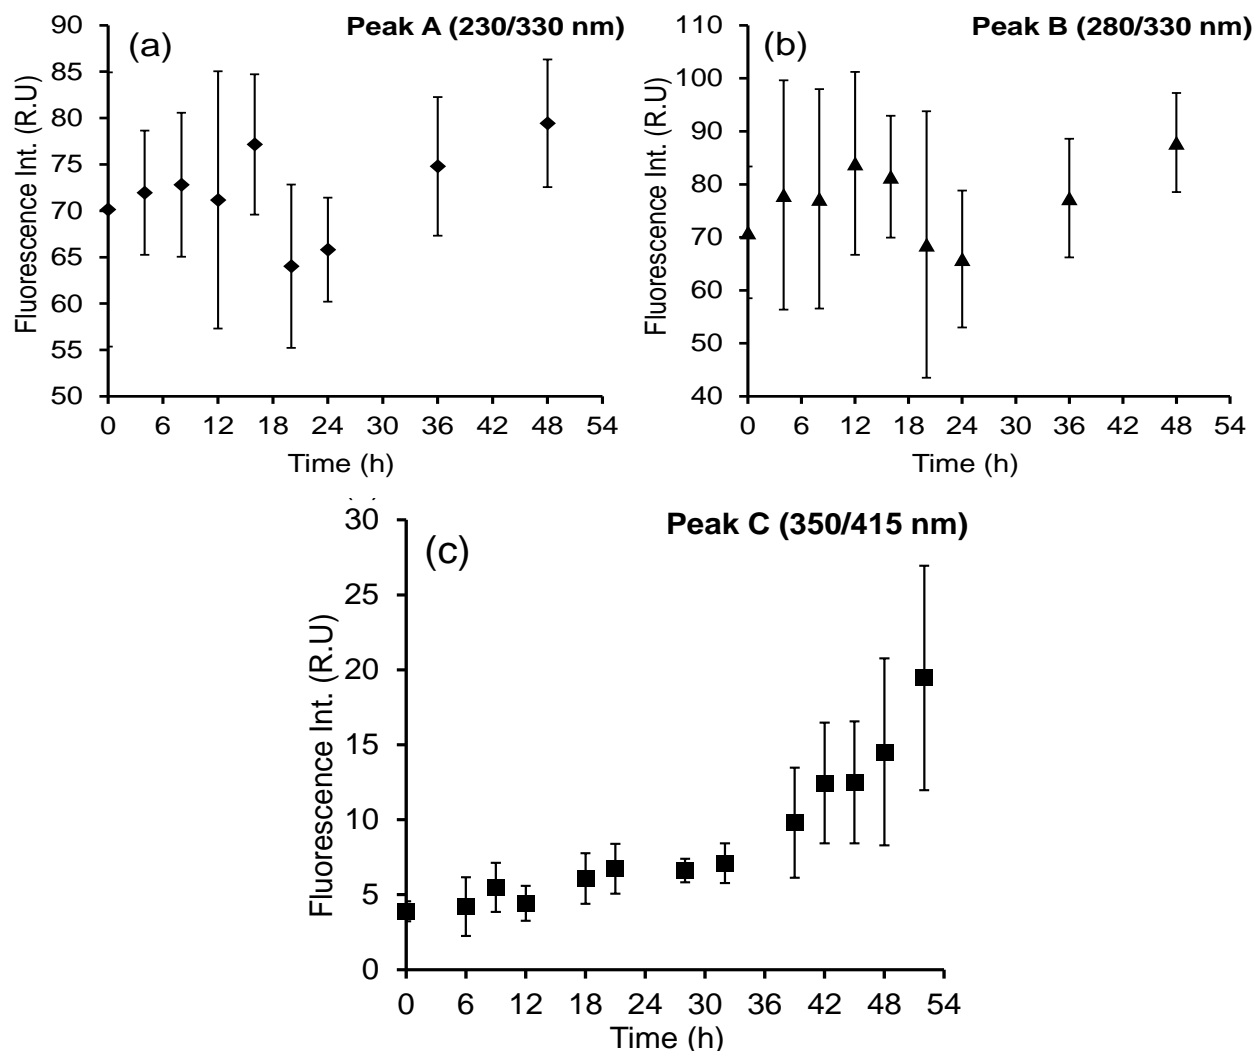 (a)
Peak A (230/330 nm)
Fluorescence Int. (R.U)
90
85
80
75
70
65
60
55
50
0 6 12 18 24 30 36 42 48 54
Time (h)
(b)
Peak B (280/330 nm)
Fluorescence Int. (R.U)
110
100
90
80
70
60
50
40
0 6 12 18 24 30 36 42 48 54
Time (h)
(c)
Peak C (350/415 nm)
Fluorescence Int. (R.U)
30
25
20
15
10
5
0
0 6 12 18 24 30 36 42 48 54
Time (h)